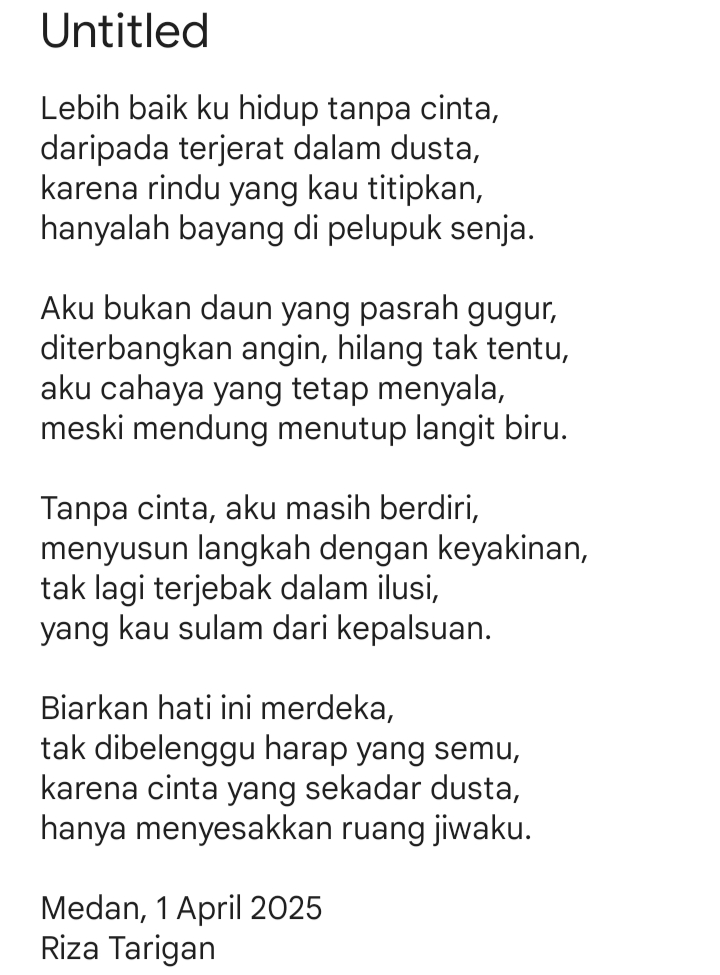 Untitled
Lebih baik ku hidup tanpa cinta,
daripada terjerat dalam dusta,
karena rindu yang kau titipkan,
hanyalah bayang di pelupuk senja.
Aku bukan daun yang pasrah gugur,
diterbangkan angin, hilang tak tentu,
aku cahaya yang tetap menyala,
meski mendung menutup langit biru.
Tanpa cinta, aku masih berdiri,
menyusun langkah dengan keyakinan,
tak lagi terjebak dalam ilusi,
yang kau sulam dari kepalsuan.
Biarkan hati ini merdeka,
tak dibelenggu harap yang semu,
karena cinta yang sekadar dusta,
hanya menyesakkan ruang jiwaku.
Medan, 1 April 2025
Riza Tarigan